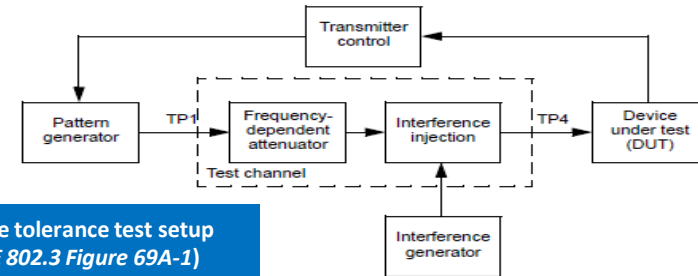 Transmitter
control
Pattern
generator
TP1
Frequency-
dependent
attenuator
Interference
injection
TP4
Device
under test
(DUT)
Test channel
Interference
generator
e tolerance test setup
802.3 Figure 69A-1)